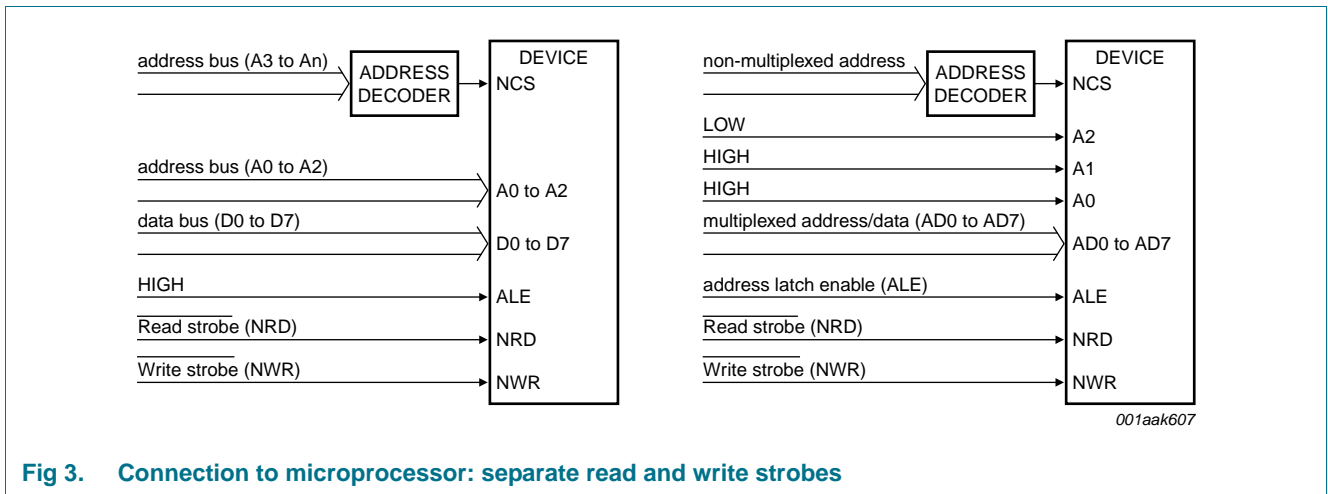 address bus (A3 to An)
ADDRESS
DECODER
DEVICE
NCS
address bus (A0 to A2)
A0 to A2
data bus (D0 to D7)
D0 to D7
HIGH
ALE
Read strobe (NRD)
NRD
Write strobe (NWR)
NWR
non-multiplexed address
ADDRESS
DECODER
DEVICE
NCS
LOW
A2
HIGH
A1
HIGH
A0
multiplexed address/data (AD0 to AD7)
AD0 to AD7
address latch enable (ALE)
ALE
Read strobe (NRD)
NRD
Write strobe (NWR)
NWR
001aak607
Fig 3. Connection to microprocessor: separate read and write strobes